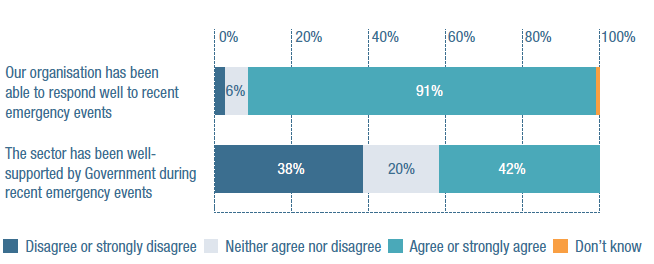 0% 20% 40% 60% 80% 100%
Our organisation has been
able to respond well to recent
emergency events
6% 91%
The sector has been well-
supported by Government during
recent emergency events
38% 20% 42%
Disagree or strongly disagree Neither agree nor disagree Agree or strongly agree Don't know